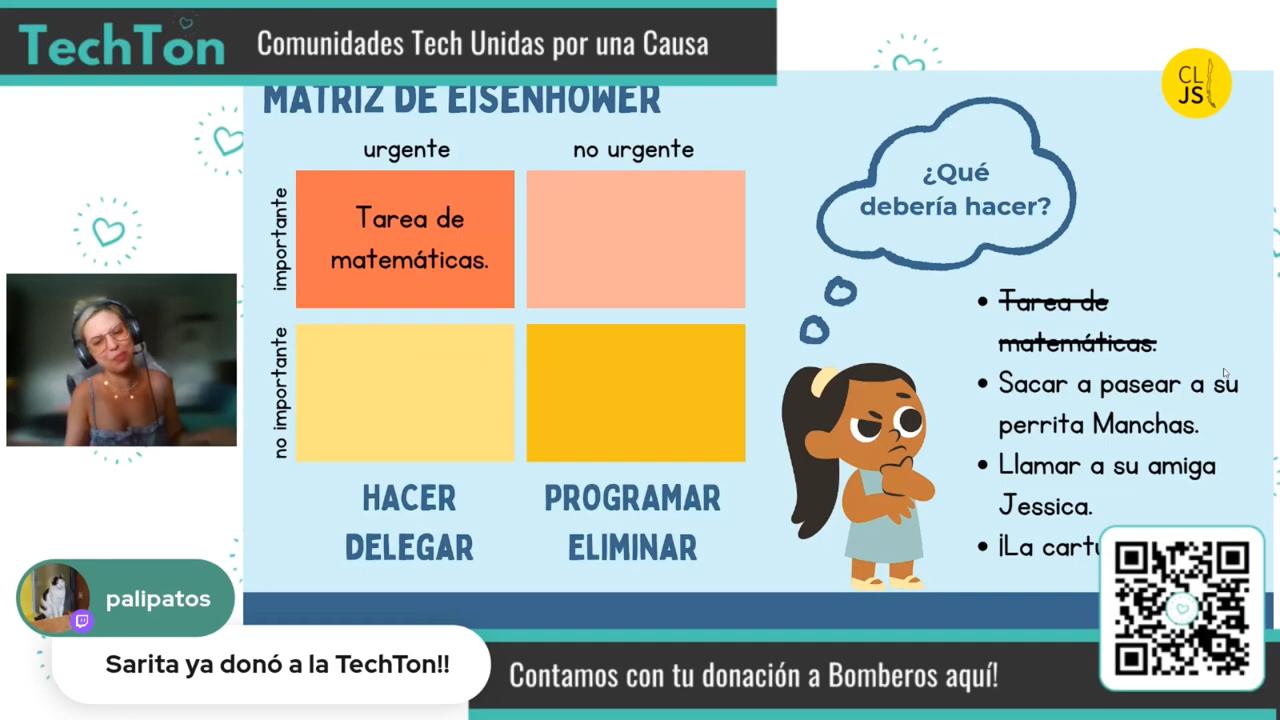 TechTon
Comunidades Tech Unidas por una Causa
CL
JS
MATRIZ DE EISENHOWER
urgente
no urgente
importante
no importante
Tarea de
matemáticas.
HACER
DELEGAR
PROGRAMAR
ELIMINAR
¿Qué
debería hacer?
Tarea de
matemáticas.
Sacar a pasear a su
perrita Manchas.
Llamar a su amiga
Jessica.
¡La
palipatos
Sarita ya donó a la TechTon!!
Contamos con tu donación a Bomberos aquí!